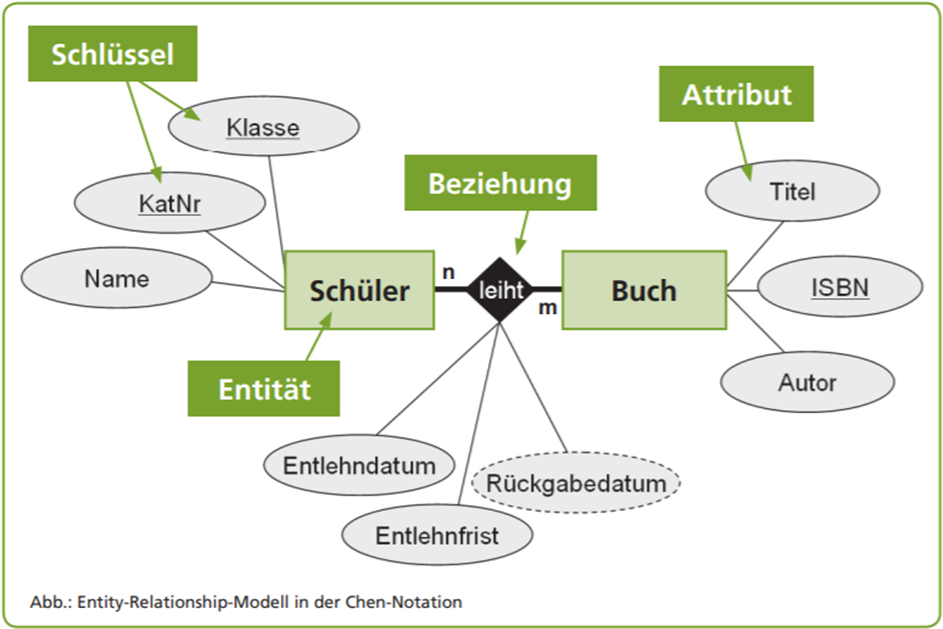 Schlüssel
Klasse
Attribut
Beziehung
Titel
KatNr
Name
Schüler
n
leiht
m
Buch
ISBN
Entität
Autor
Entlehndatum
Rückgabedatum
Entlehnfrist
Abb.: Entity-Relationship-Modell in der Chen-Notation